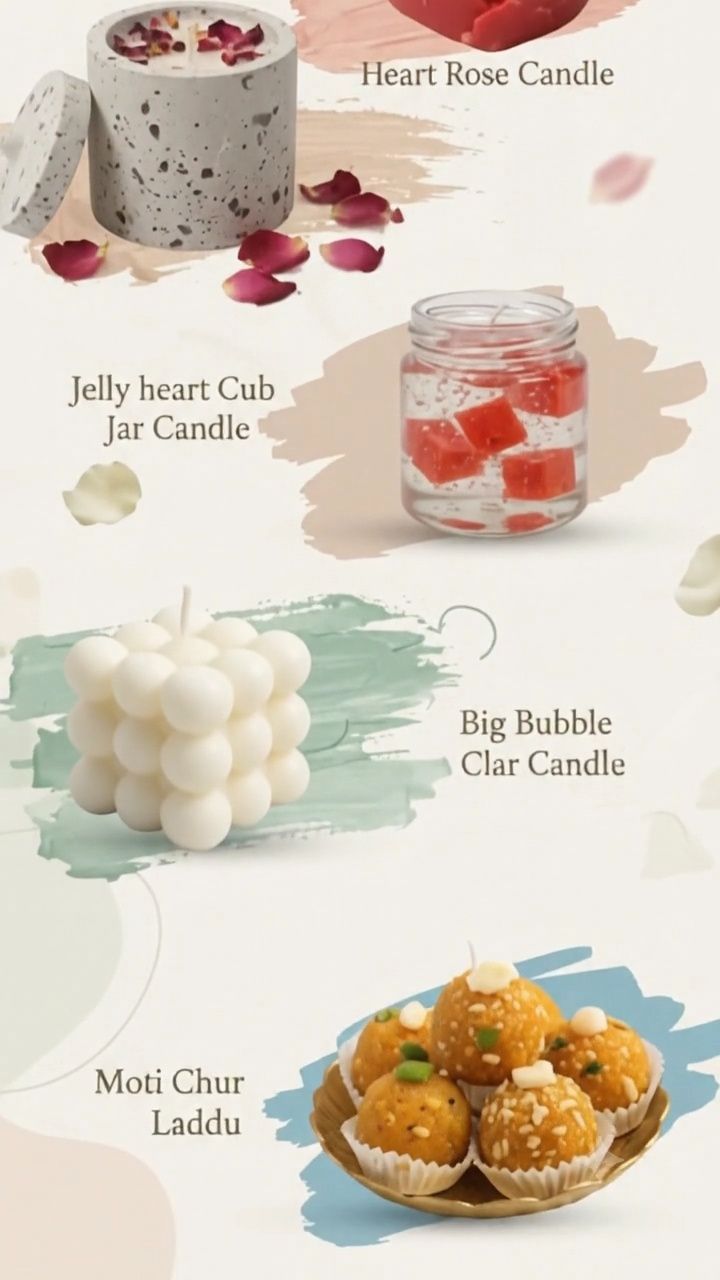 Heart Rose Candle
Jelly heart Cub
Jar Candle
Big Bubble
Clar Candle
Moti Chur
Laddu